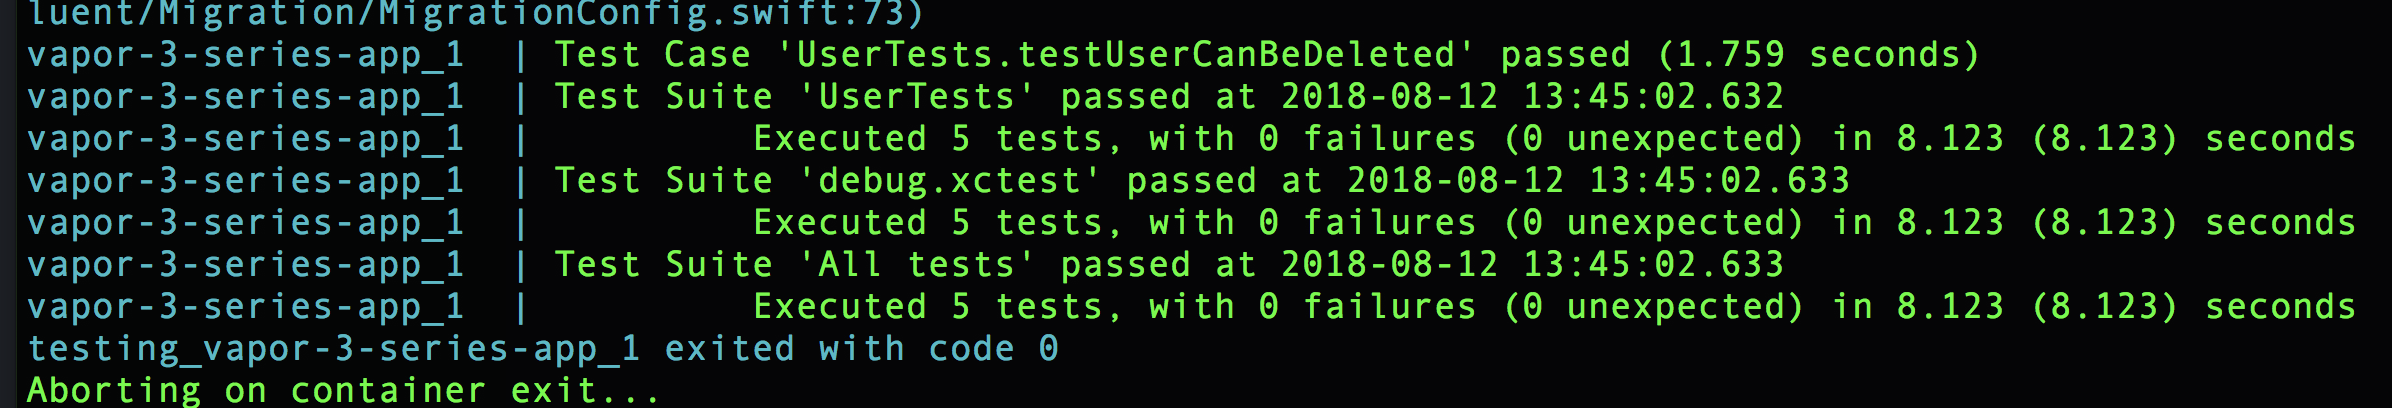 luent/Migration/MigrationConfig.swift:73)
vapor-3-series-app_1  | Test Case 'UserTests.testUserCanBeDeleted' passed (1.759 seconds)
vapor-3-series-app_1  | Test Suite 'UserTests' passed at 2018-08-12 13:45:02.632
vapor-3-series-app_1  |          Executed 5 tests, with 0 failures (0 unexpected) in 8.123 (8.123) seconds
vapor-3-series-app_1  | Test Suite 'debug.xctest' passed at 2018-08-12 13:45:02.633
vapor-3-series-app_1  |          Executed 5 tests, with 0 failures (0 unexpected) in 8.123 (8.123) seconds
vapor-3-series-app_1  | Test Suite 'All tests' passed at 2018-08-12 13:45:02.633
vapor-3-series-app_1  |          Executed 5 tests, with 0 failures (0 unexpected) in 8.123 (8.123) seconds
testing_vapor-3-series-app_1 exited with code 0
Aborting on container exit...